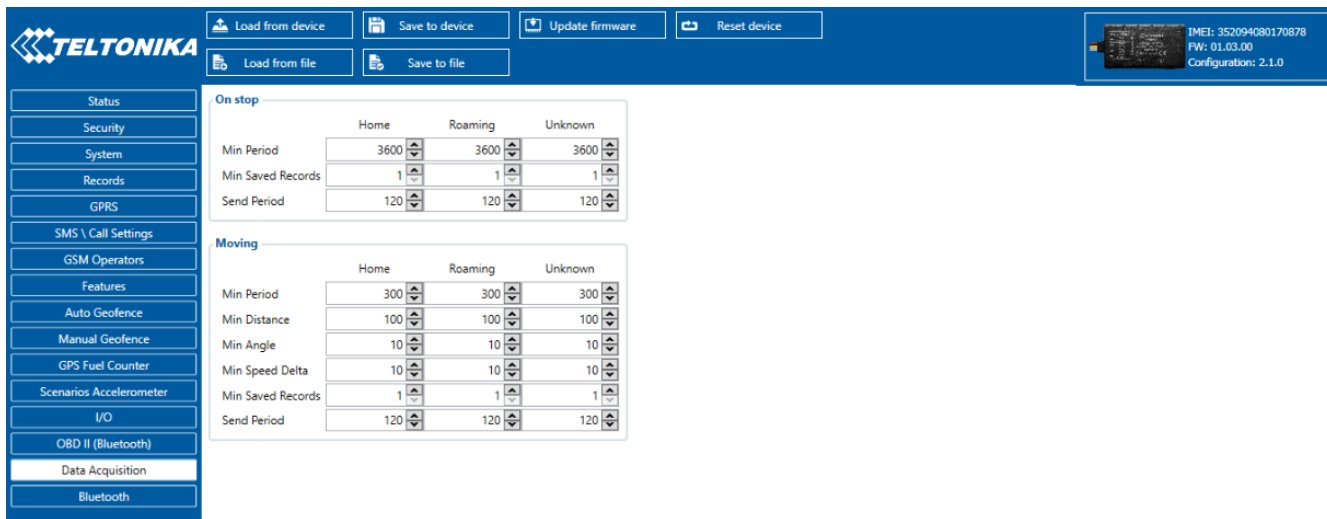 TELTONIKA
Load from device
Save to device
Update firmware
Reset device
Load from file
Save to file
IMEI: 352094080170878
FW: 01.03.00
Configuration: 2.1.0
Status
Security
System
Records
GPRS
SMS \ Call Settings
GSM Operators
Features
Auto Geofence
Manual Geofence
GPS Fuel Counter
Scenarios Accelerometer
I/O
OBD II (Bluetooth)
Data Acquisition
Bluetooth
On stop
Home Roaming Unknown
Min Period 3600 3600 3600
Min Saved Records 1 1 1
Send Period 120 120 120
Moving
Home Roaming Unknown
Min Period 300 300 300
Min Distance 100 100 100
Min Angle 10 10 10
Min Speed Delta 10 10 10
Min Saved Records 1 1 1
Send Period 120 120 120